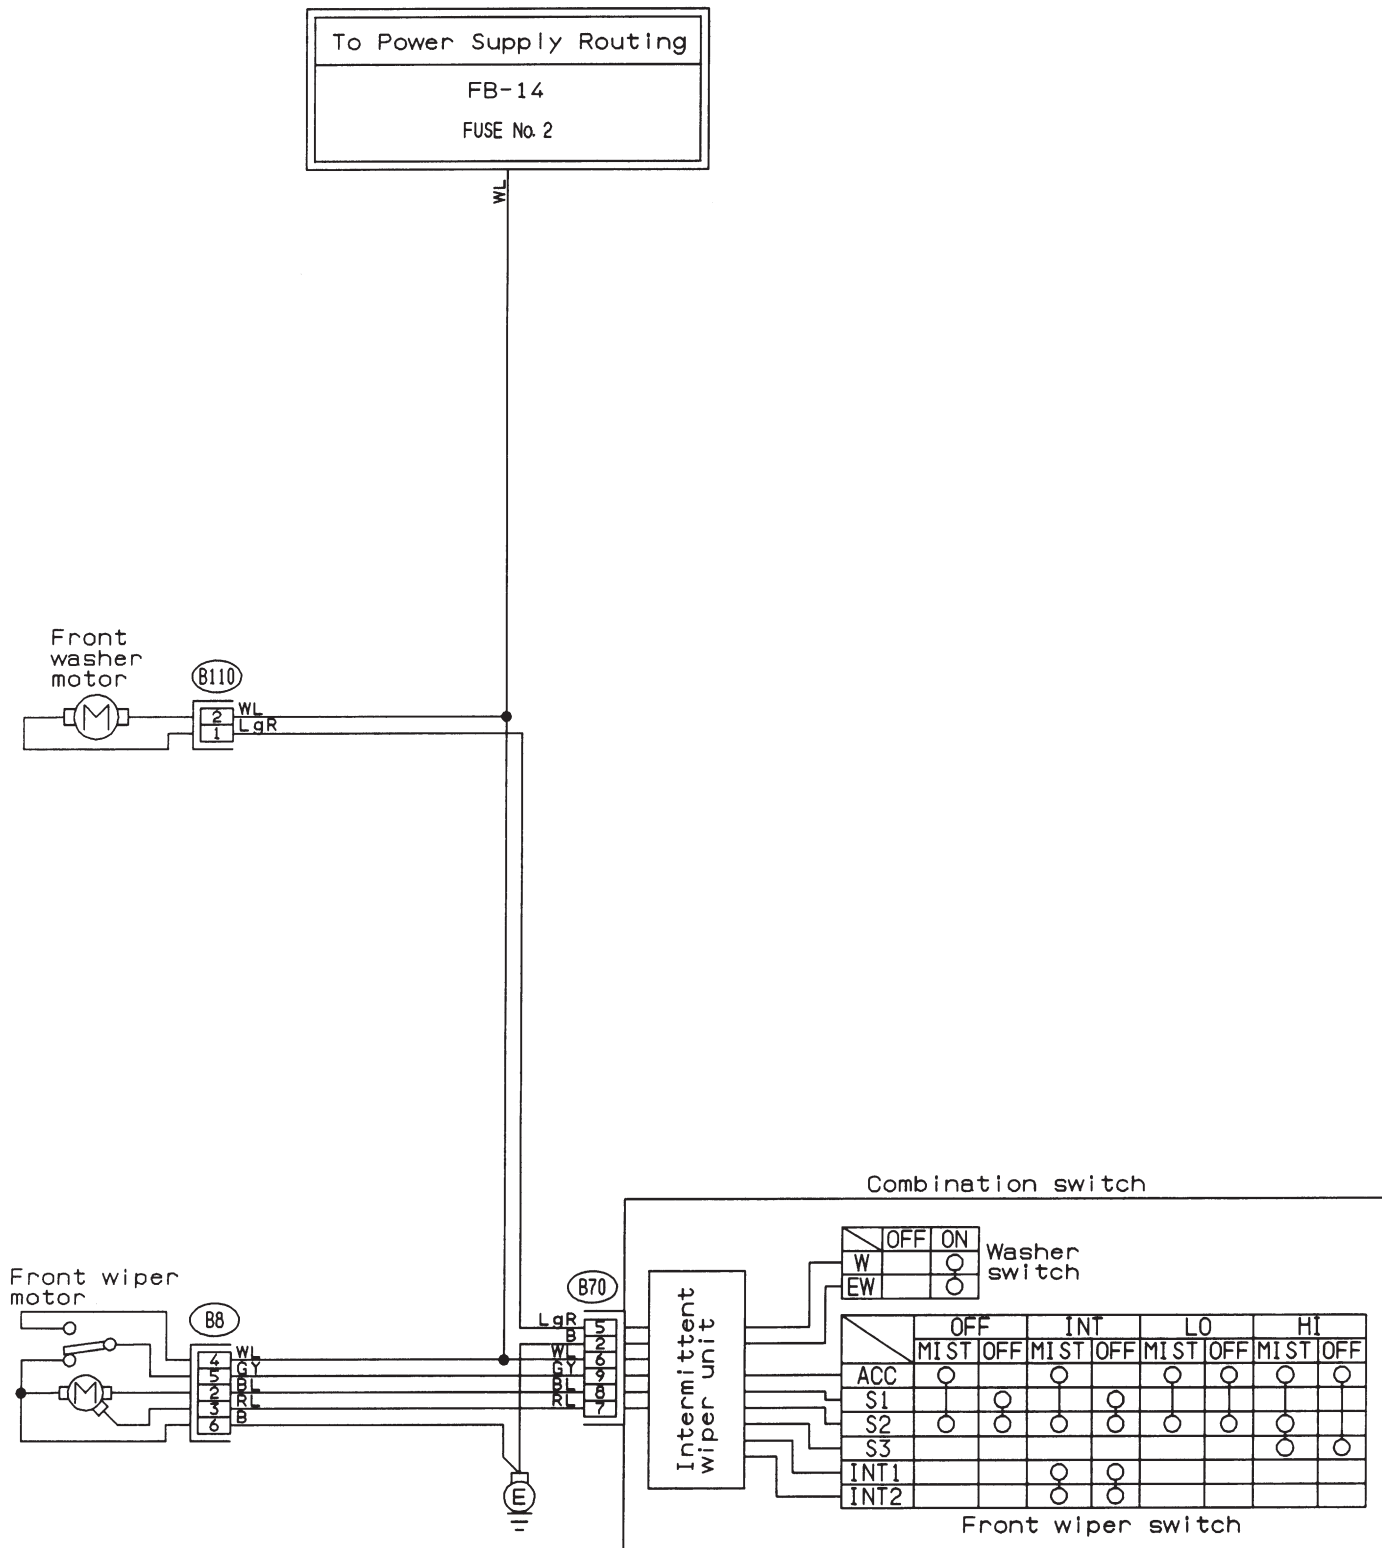 To Power Supply Routing
FB-14
FUSE No. 2
WL
Front
washer
motor
B110
M
2 WL
1 LgR
Combination switch
OFF ON
W
EW
Washer
switch
Front wiper
motor
B8
B70
M
4 WL
5 GY
2 BL
3 RL
6 B
LgR 5
B 2
WL 6
GY 9
BL 8
RL 7
E
Intermittent
wiper unit
OFF INT LO HI
MIST OFF MIST OFF MIST OFF MIST OFF
ACC
S1
S2
S3
INT1
INT2
Front wiper switch